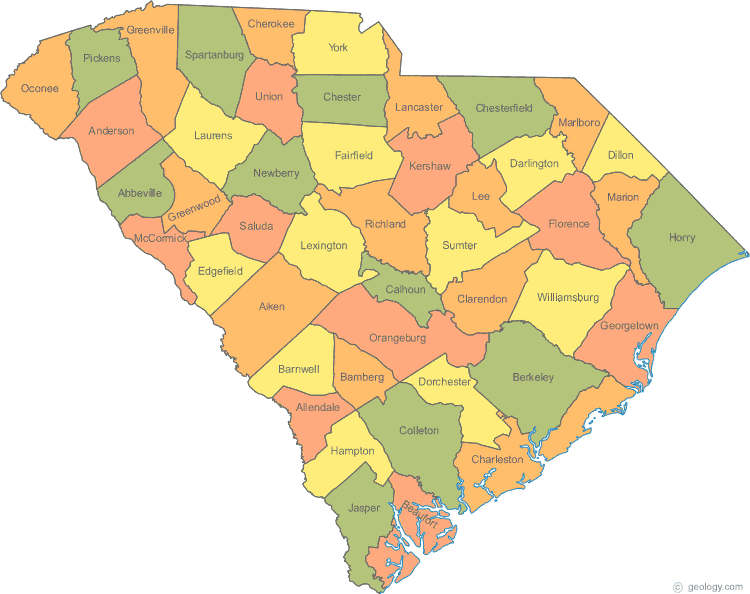 Cherokee
Greenville
York
Spartanburg
Pickens
Oconee
Union
Chester
Lancaster
Chesterfield
Marlboro
Anderson
Laurens
Fairfield
Kershaw
Darlington
Dillon
Newberry
Abbeville
Greenwood
Lee
Marion
Saluda
Richland
Florence
McCormick
Lexington
Sumter
Horry
Edgefield
Calhoun
Clarendon
Williamsburg
Aiken
Georgetown
Orangeburg
Barnwell
Bamberg
Dorchester
Berkeley
Allendale
Colleton
Hampton
Charleston
Jasper
Beaufort
© geology.com